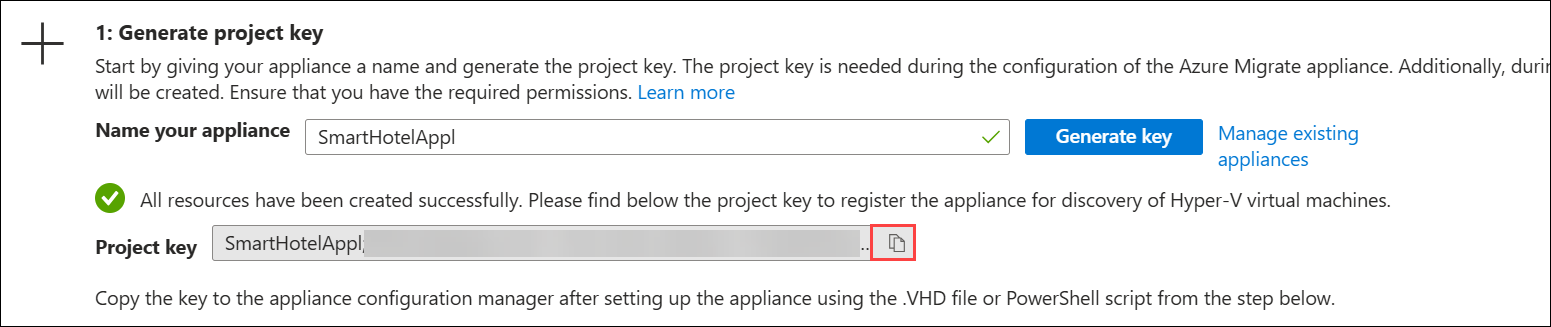 1: Generate project key
Start by giving your appliance a name and generate the project key. The project key is needed during the configuration of the Azure Migrate appliance. Additionally,
will be created. Ensure that you have the required permissions. Learn more
Name your appliance SmartHotelAppl Generate key Manage existing
appliances
All resources have been created successfully. Please find below the project key to register the appliance for discovery of Hyper-V virtual machines.
Project key SmartHotelAppl; ..
Copy the key to the appliance configuration manager after setting up the appliance using the .VHD file or PowerShell script from the step below.